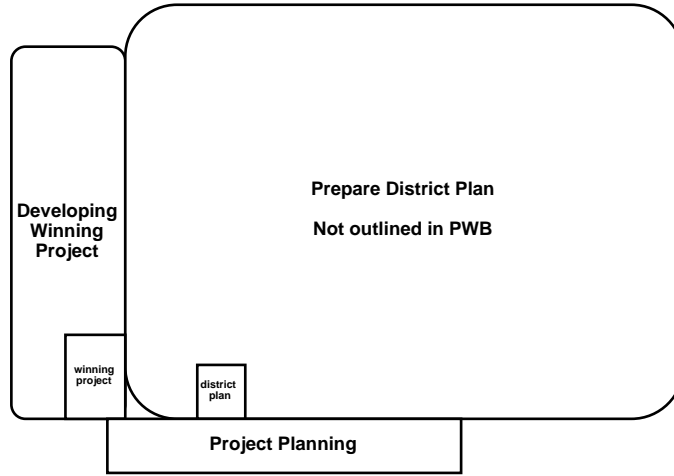 Prepare District Plan
Not outlined in PWB
Developing
Winning
Project
winning
project
district
plan
Project Planning